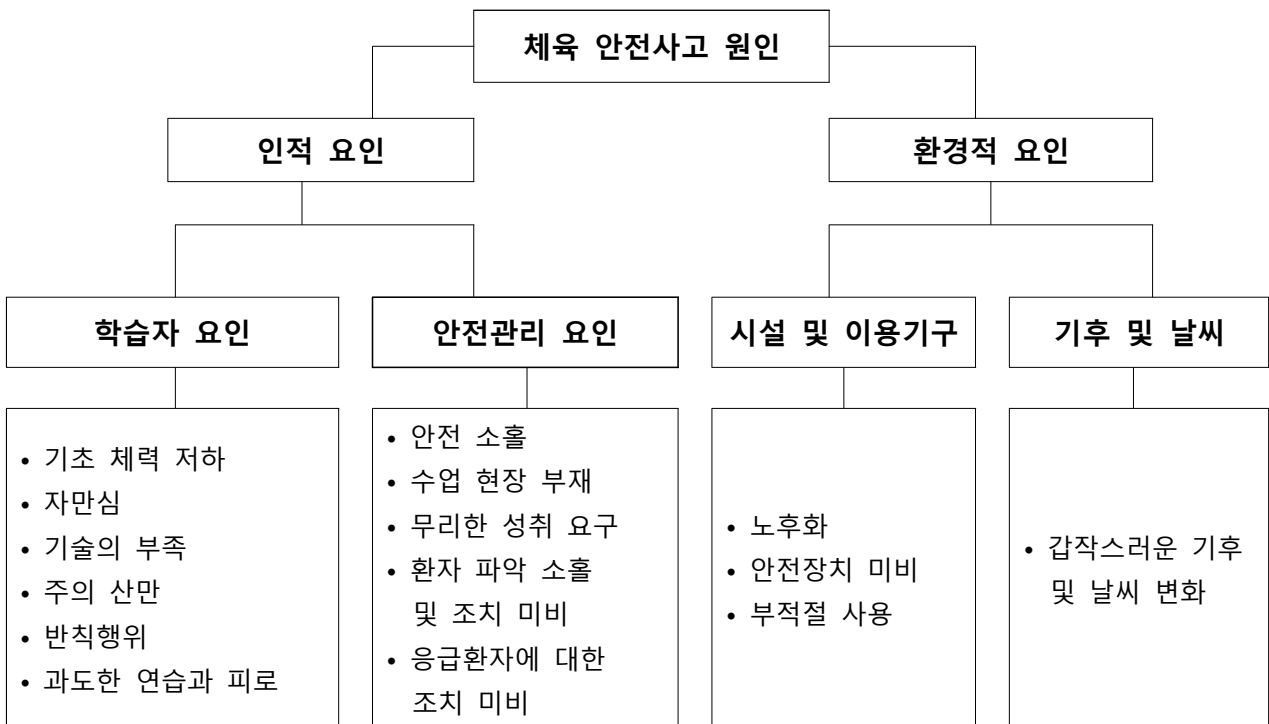 체육 안전사고 원인
인적 요인
환경적 요인
학습자 요인
안전관리 요인
시설 및 이용기구
기후 및 날씨
• 기초 체력 저하
• 자만심
• 기술의 부족
• 주의 산만
• 반칙행위
• 과도한 연습과 피로
• 안전 소홀
• 수업 현장 부재
• 무리한 성취 요구
• 환자 파악 소홀
및 조치 미비
• 응급환자에 대한
조치 미비
• 노후화
• 안전장치 미비
• 부적절 사용
• 갑작스러운 기후
및 날씨 변화